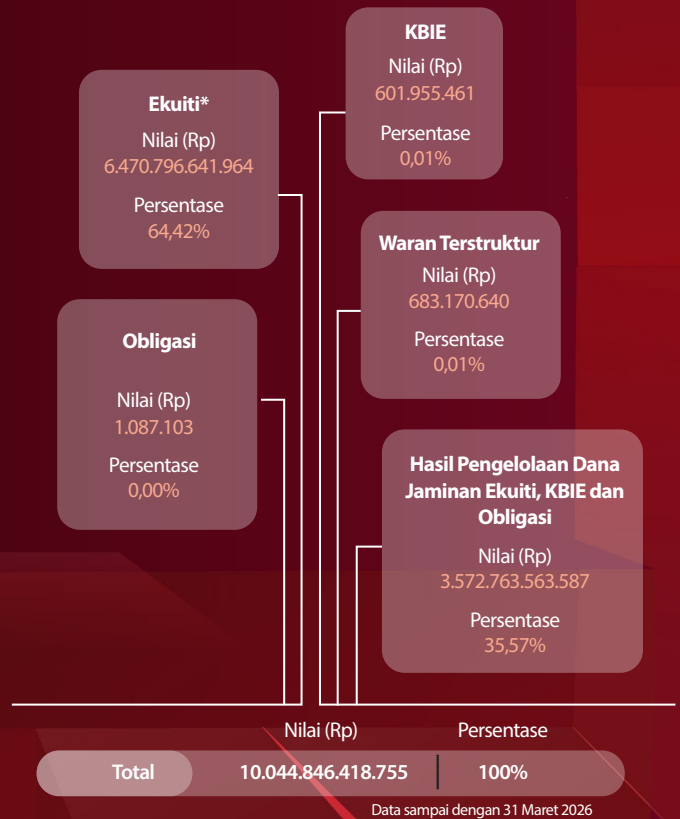 Ekuiti*
Nilai (Rp)
6.470.796.641.964
Persentase
64,42%
Obligasi
Nilai (Rp)
1.087.103
Persentase
0,00%
KBIE
Nilai (Rp)
601.955.461
Persentase
0,01%
Waran Terstruktur
Nilai (Rp)
683.170.640
Persentase
0,01%
Hasil Pengelolaan Dana
Jaminan Ekuiti, KBIE dan
Obligasi
Nilai (Rp)
3.572.763.563.587
Persentase
35,57%
Nilai (Rp) Persentase
Total 10.044.846.418.755 100%
Data sampai dengan 31 Maret 2026